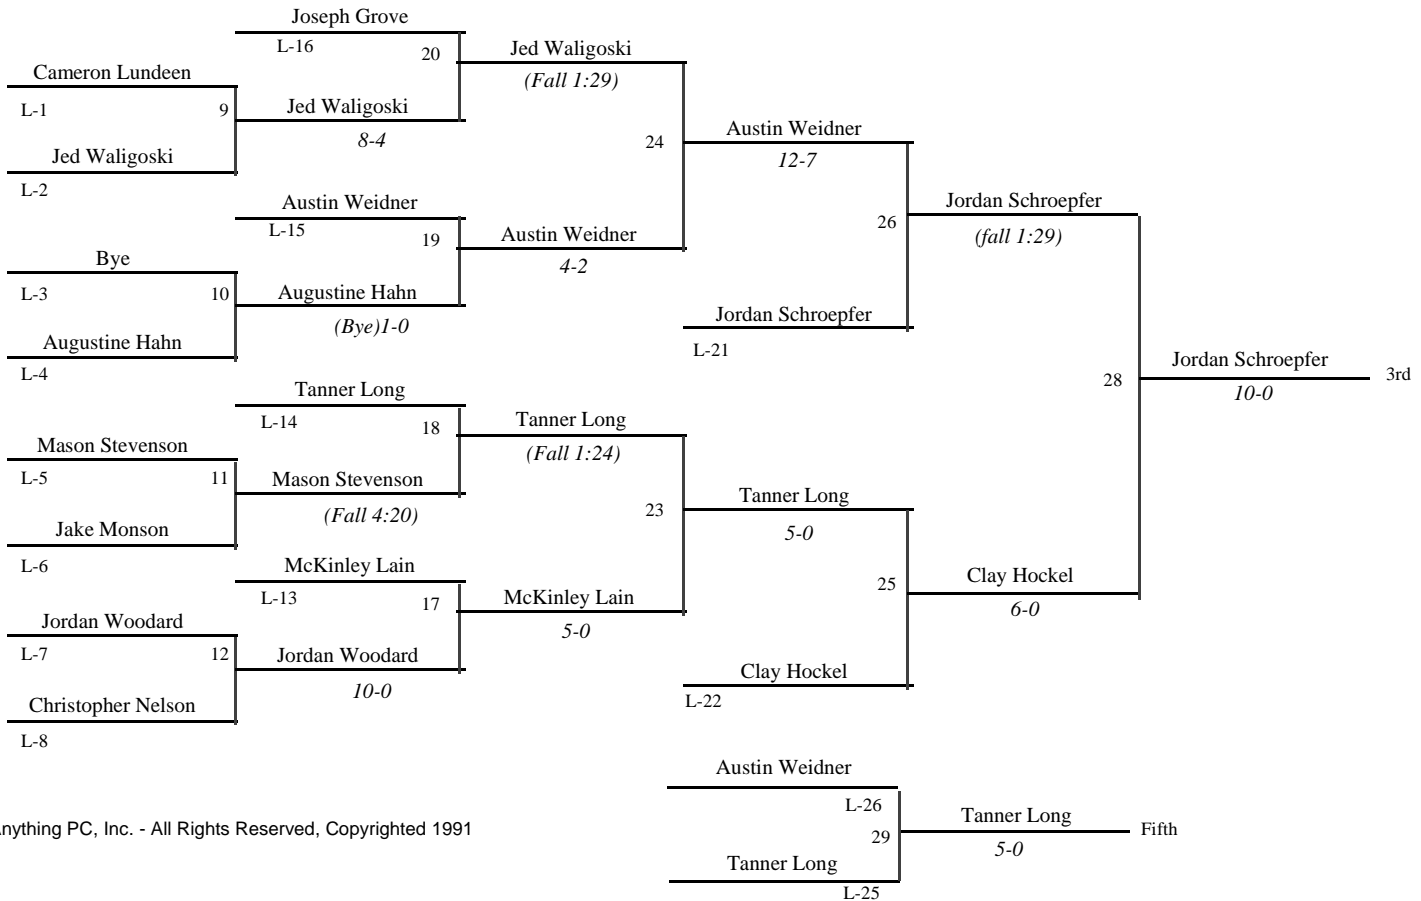 Joseph Grove
L-16
20
Jed Waligoski
(Fall 1:29)
Cameron Lundeen
L-1
9
Jed Waligoski
8-4
Jed Waligoski
L-2
24
Austin Weidner
12-7
Austin Weidner
L-15
19
Austin Weidner
4-2
Bye
L-3
10
Augustine Hahn
(Bye)1-0
Augustine Hahn
L-4
26
Jordan Schroepfer
(fall 1:29)
Jordan Schroepfer
L-21
28
Jordan Schroepfer
10-0
3rd
Tanner Long
L-14
18
Tanner Long
(Fall 1:24)
Mason Stevenson
L-5
11
Mason Stevenson
(Fall 4:20)
Jake Monson
L-6
23
Tanner Long
5-0
McKinley Lain
L-13
17
McKinley Lain
5-0
Jordan Woodard
L-7
12
Jordan Woodard
10-0
Christopher Nelson
L-8
25
Clay Hockel
6-0
Clay Hockel
L-22
Austin Weidner
L-26
29
Tanner Long
5-0
Fifth
Tanner Long
L-25
nything PC, Inc. - All Rights Reserved, Copyrighted 1991